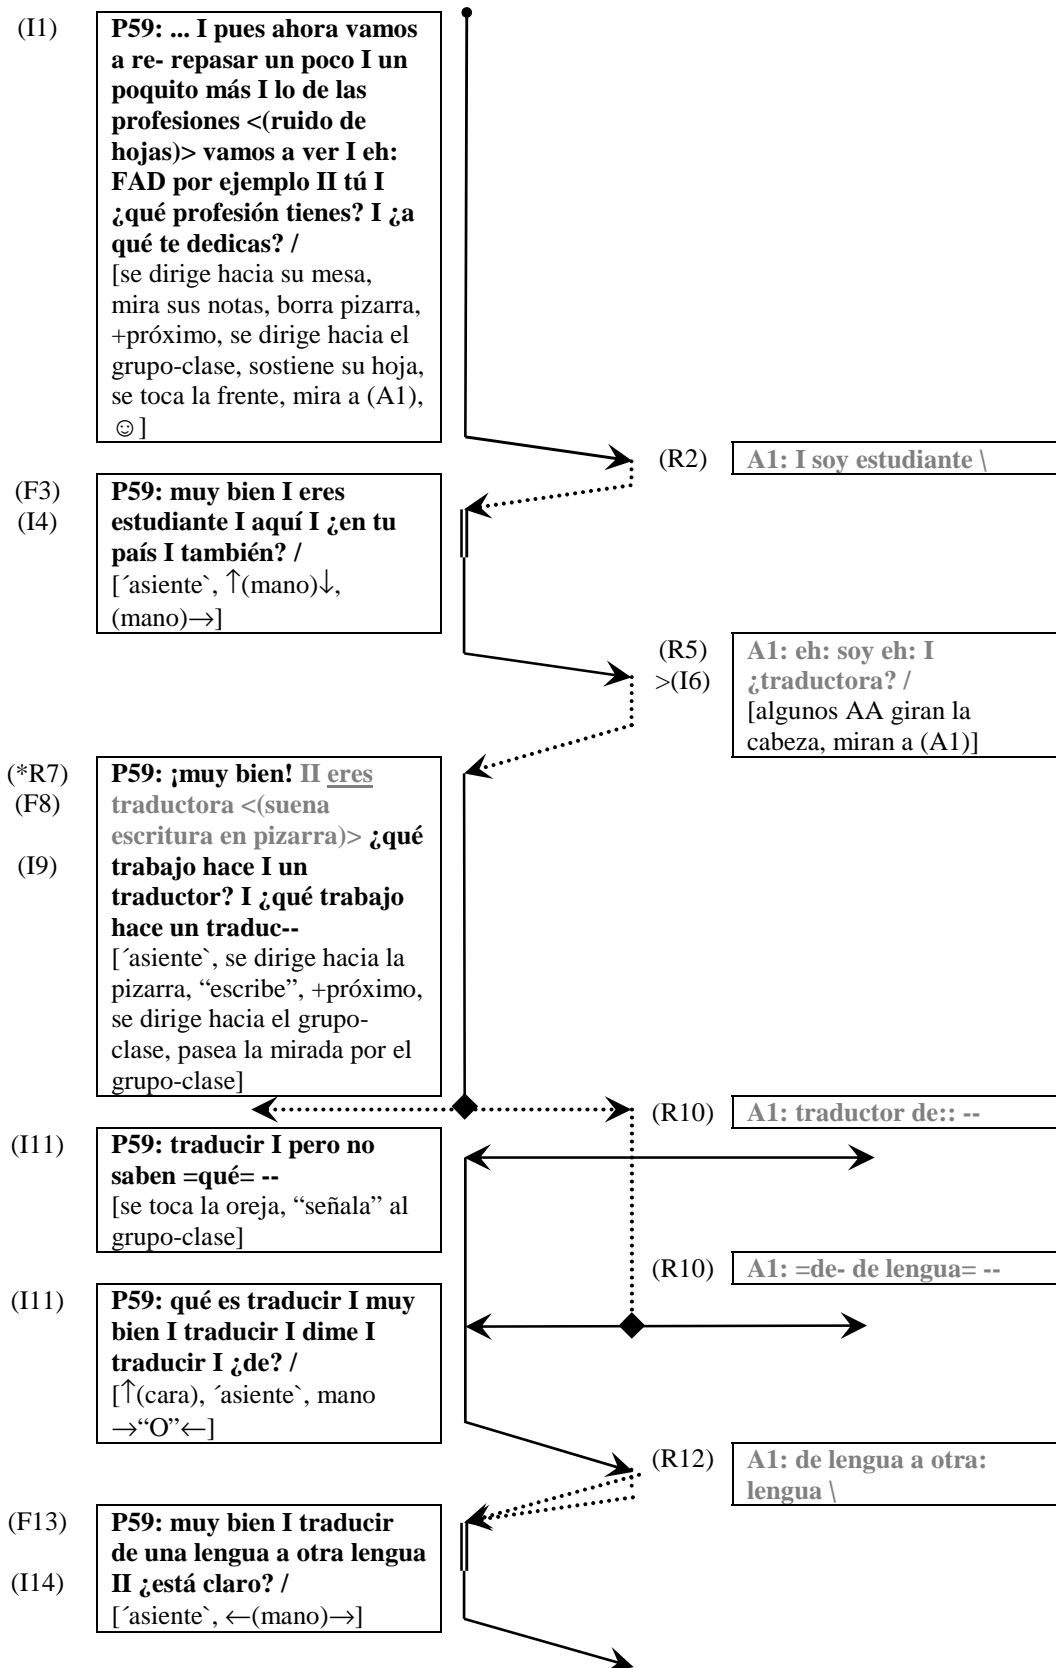 (I1)
P59: ... I pues ahora vamos
a re- repasar un poco I un
poquito más I lo de las
profesiones <(ruido de
hojas)> vamos a ver I eh:
FAD por ejemplo II tú I
¿qué profesión tienes? I ¿a
qué te dedicas? /
[se dirige hacia su mesa,
mira sus notas, borra pizarra,
+próximo, se dirige hacia el
grupo-clase, sostiene su hoja,
se toca la frente, mira a (A1),
☺]
(R2) A1: I soy estudiante \
(F3) P59: muy bien I eres
(I4) estudiante I aquí I ¿en tu
país I también? /
[´asiente`, ↑(mano)↓,
(mano)→]
(R5) A1: eh: soy eh: I
>(I6) ¿traductora? /
[algunos AA giran la
cabeza, miran a (A1)]
(*R7) P59: ¡muy bien! II eres
(F8) traductora <(suena
escritura en pizarra)> ¿qué
(I9) trabajo hace I un
traductor? I ¿qué trabajo
hace un traduc--
[´asiente`, se dirige hacia la
pizarra, “escribe”, +próximo,
se dirige hacia el grupo-
clase, pasea la mirada por el
grupo-clase]
(R10) A1: traductor de:: --
(I11) P59: traducir I pero no
saben =qué= --
[se toca la oreja, “señala” al
grupo-clase]
(R10) A1: =de- de lengua= --
(I11) P59: qué es traducir I muy
bien I traducir I dime I
traducir I ¿de? /
[↑(cara), ´asiente`, mano
→“O”←]
(R12) A1: de lengua a otra:
lengua \
(F13) P59: muy bien I traducir
de una lengua a otra lengua
(I14) II ¿está claro? /
[´asiente`, ←(mano)→]